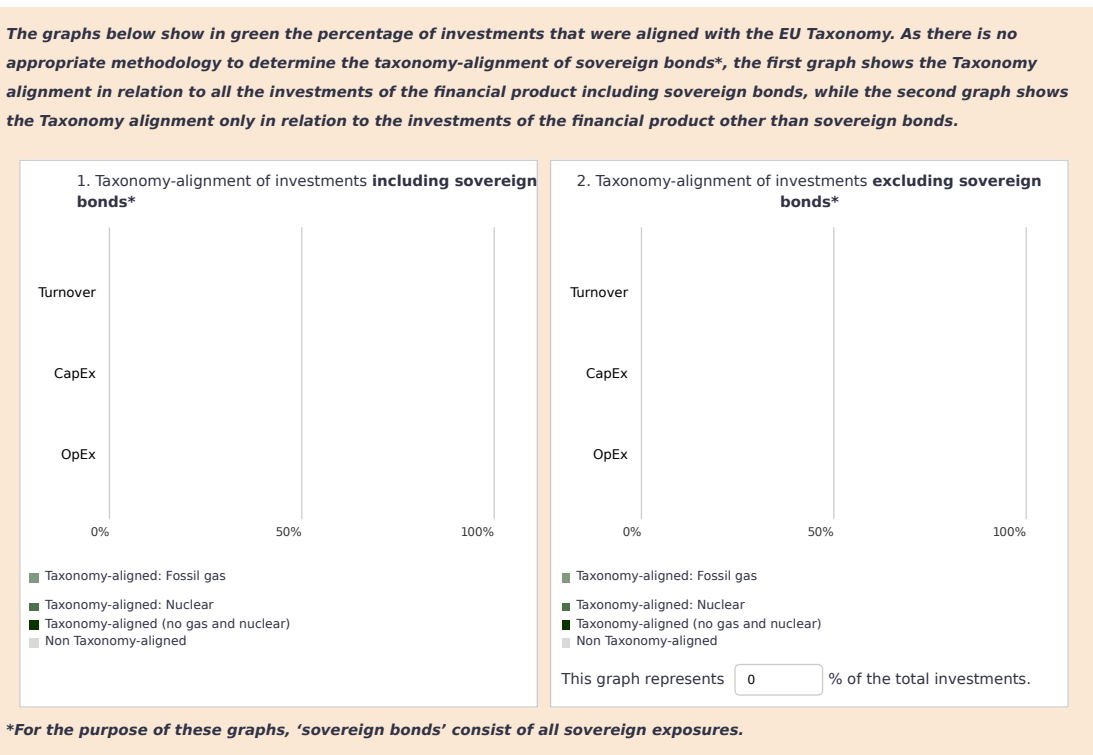 The graphs below show in green the percentage of investments that were aligned with the EU Taxonomy. As there is no
appropriate methodology to determine the taxonomy-alignment of sovereign bonds*, the first graph shows the Taxonomy
alignment in relation to all the investments of the financial product including sovereign bonds, while the second graph shows
the Taxonomy alignment only in relation to the investments of the financial product other than sovereign bonds.
1. Taxonomy-alignment of investments including sovereign
bonds*
Turnover
CapEx
OpEx
0% 50% 100%
Taxonomy-aligned: Fossil gas
Taxonomy-aligned: Nuclear
Taxonomy-aligned (no gas and nuclear)
Non Taxonomy-aligned
2. Taxonomy-alignment of investments excluding sovereign
bonds*
Turnover
CapEx
OpEx
0% 50% 100%
Taxonomy-aligned: Fossil gas
Taxonomy-aligned: Nuclear
Taxonomy-aligned (no gas and nuclear)
Non Taxonomy-aligned
This graph represents 0 % of the total investments.
*For the purpose of these graphs, ‘sovereign bonds’ consist of all sovereign exposures.